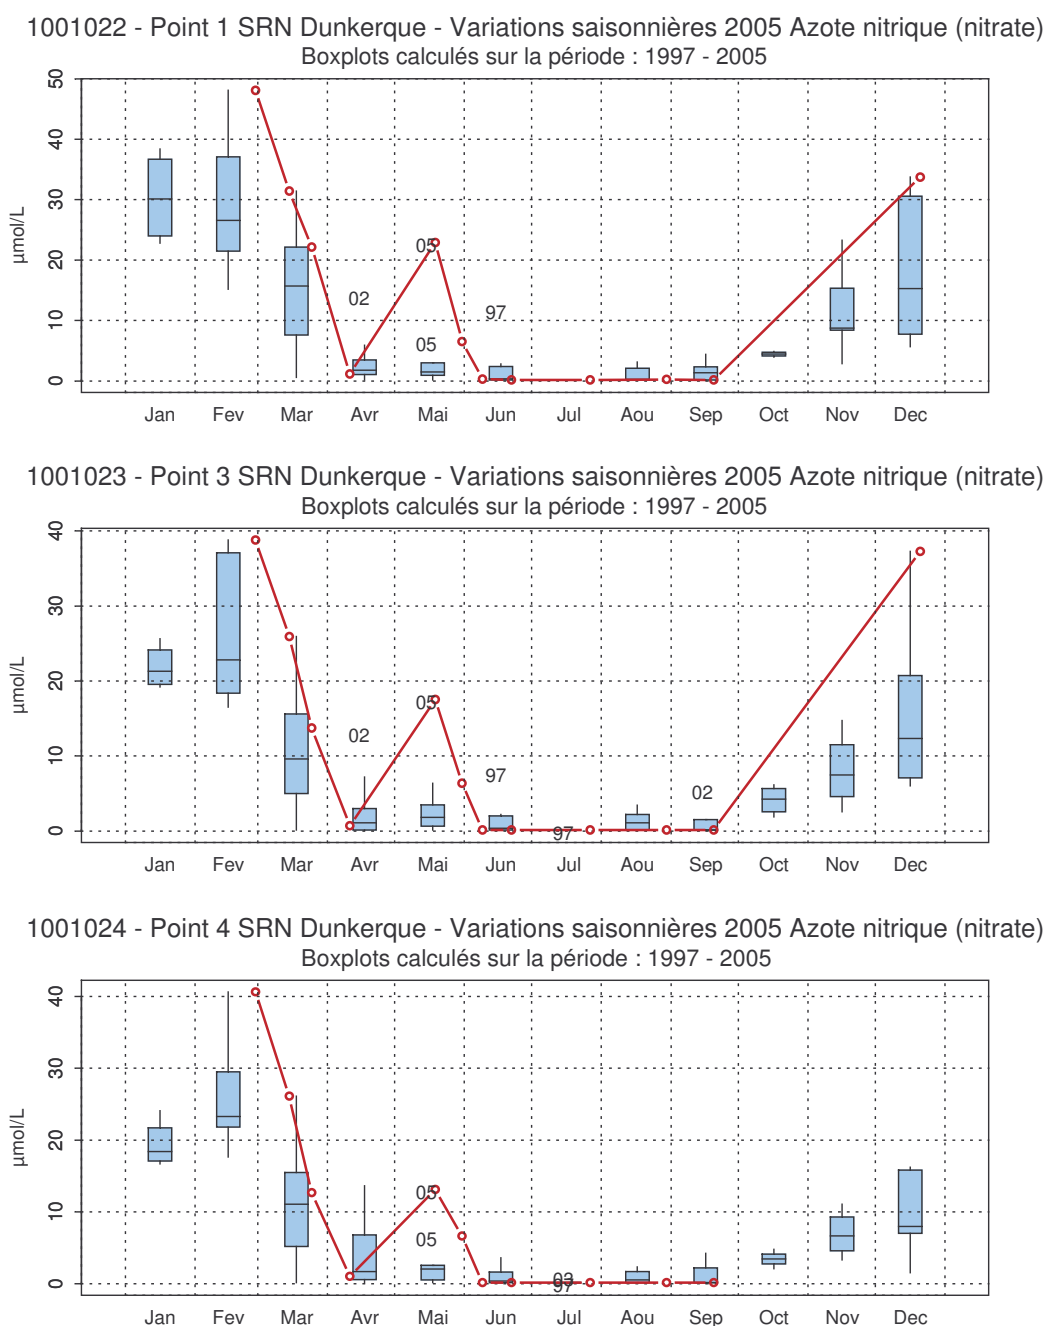 1001022 - Point 1 SRN Dunkerque - Variations saisonnières 2005 Azote nitrique (nitrate)
Boxplots calculés sur la période : 1997 - 2005
50
40
30
20
10
0
µmol/L
02
05
05
97
Jan Fev Mar Avr Mai Jun Jul Aou Sep Oct Nov Dec
1001023 - Point 3 SRN Dunkerque - Variations saisonnières 2005 Azote nitrique (nitrate)
Boxplots calculés sur la période : 1997 - 2005
40
30
20
10
0
µmol/L
02
05
97
97
02
Jan Fev Mar Avr Mai Jun Jul Aou Sep Oct Nov Dec
1001024 - Point 4 SRN Dunkerque - Variations saisonnières 2005 Azote nitrique (nitrate)
Boxplots calculés sur la période : 1997 - 2005
40
30
20
10
0
µmol/L
05
05
97
Jan Fev Mar Avr Mai Jun Jul Aou Sep Oct Nov Dec